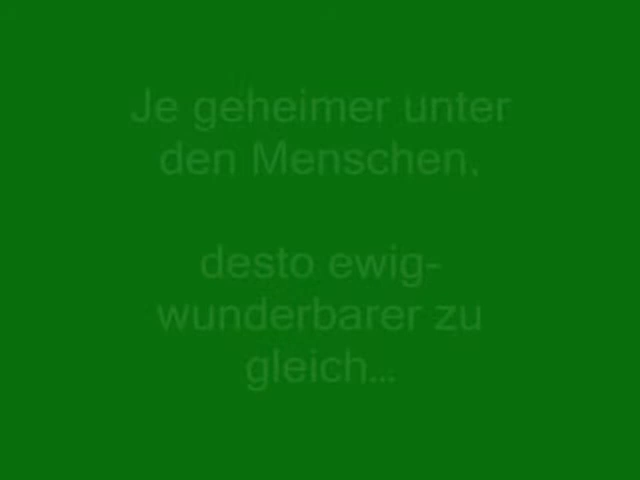 Je geheimer unter
den Menschen,
desto ewig-
wunderbarer zu
gleich...